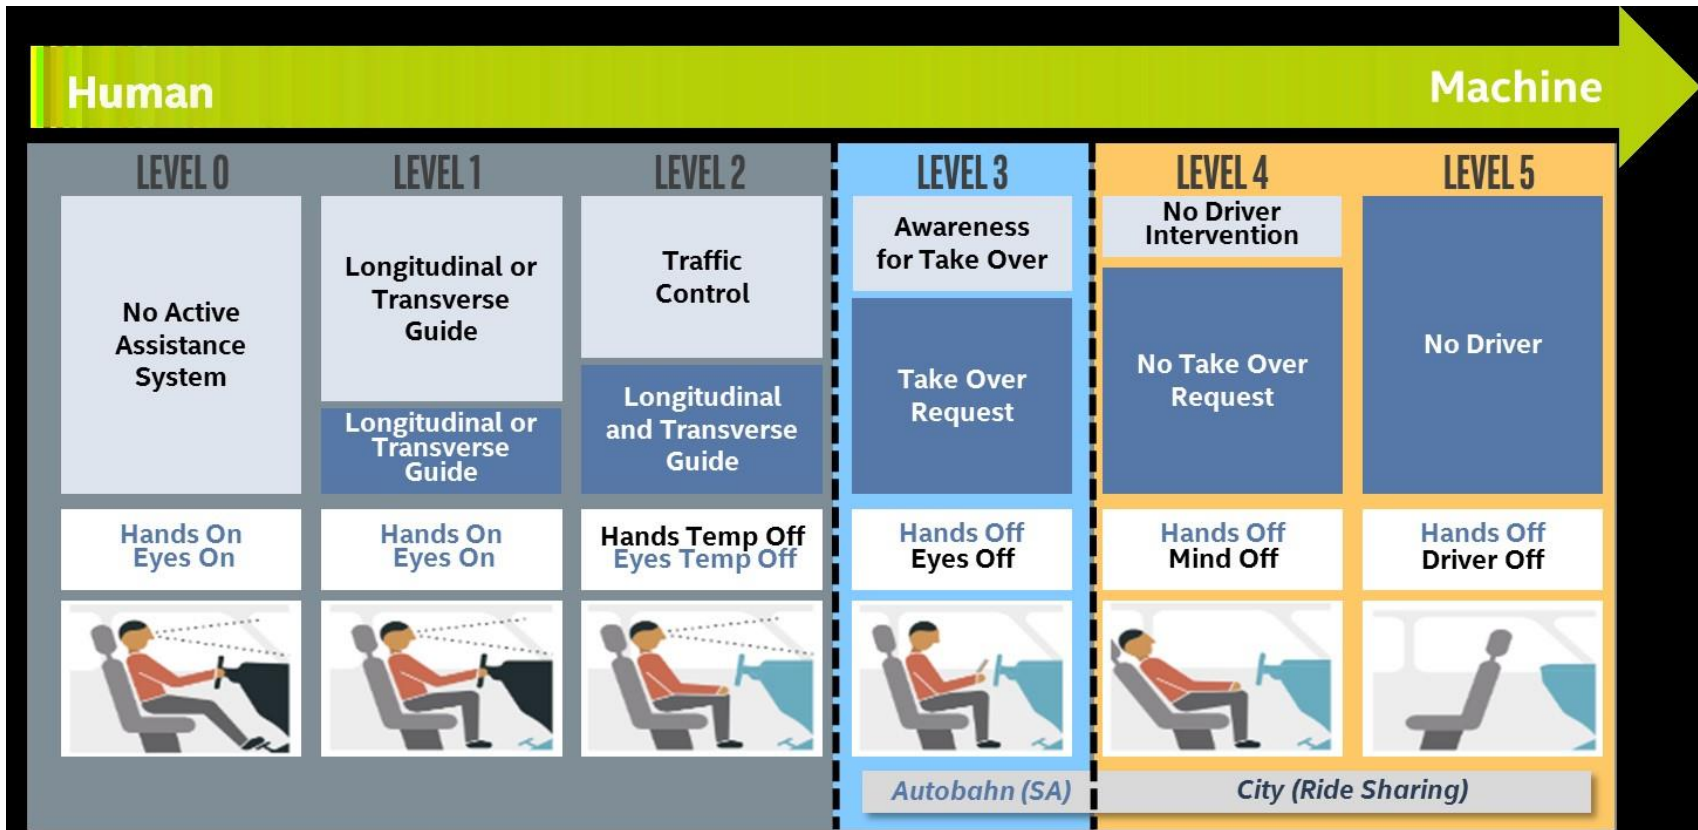 Human
Machine
LEVEL 0
LEVEL 1
LEVEL 2
LEVEL 3
LEVEL 4
LEVEL 5
No Active
Assistance
System
Longitudinal or
Transverse
Guide
Longitudinal or
Transverse
Guide
Traffic
Control
Longitudinal
and Transverse
Guide
Awareness
for Take Over
Take Over
Request
No Driver
Intervention
No Take Over
Request
No Driver
Hands On
Eyes On
Hands On
Eyes On
Hands Temp Off
Eyes Temp Off
Hands Off
Eyes Off
Hands Off
Mind Off
Hands Off
Driver Off
Autobahn (SA)
City (Ride Sharing)